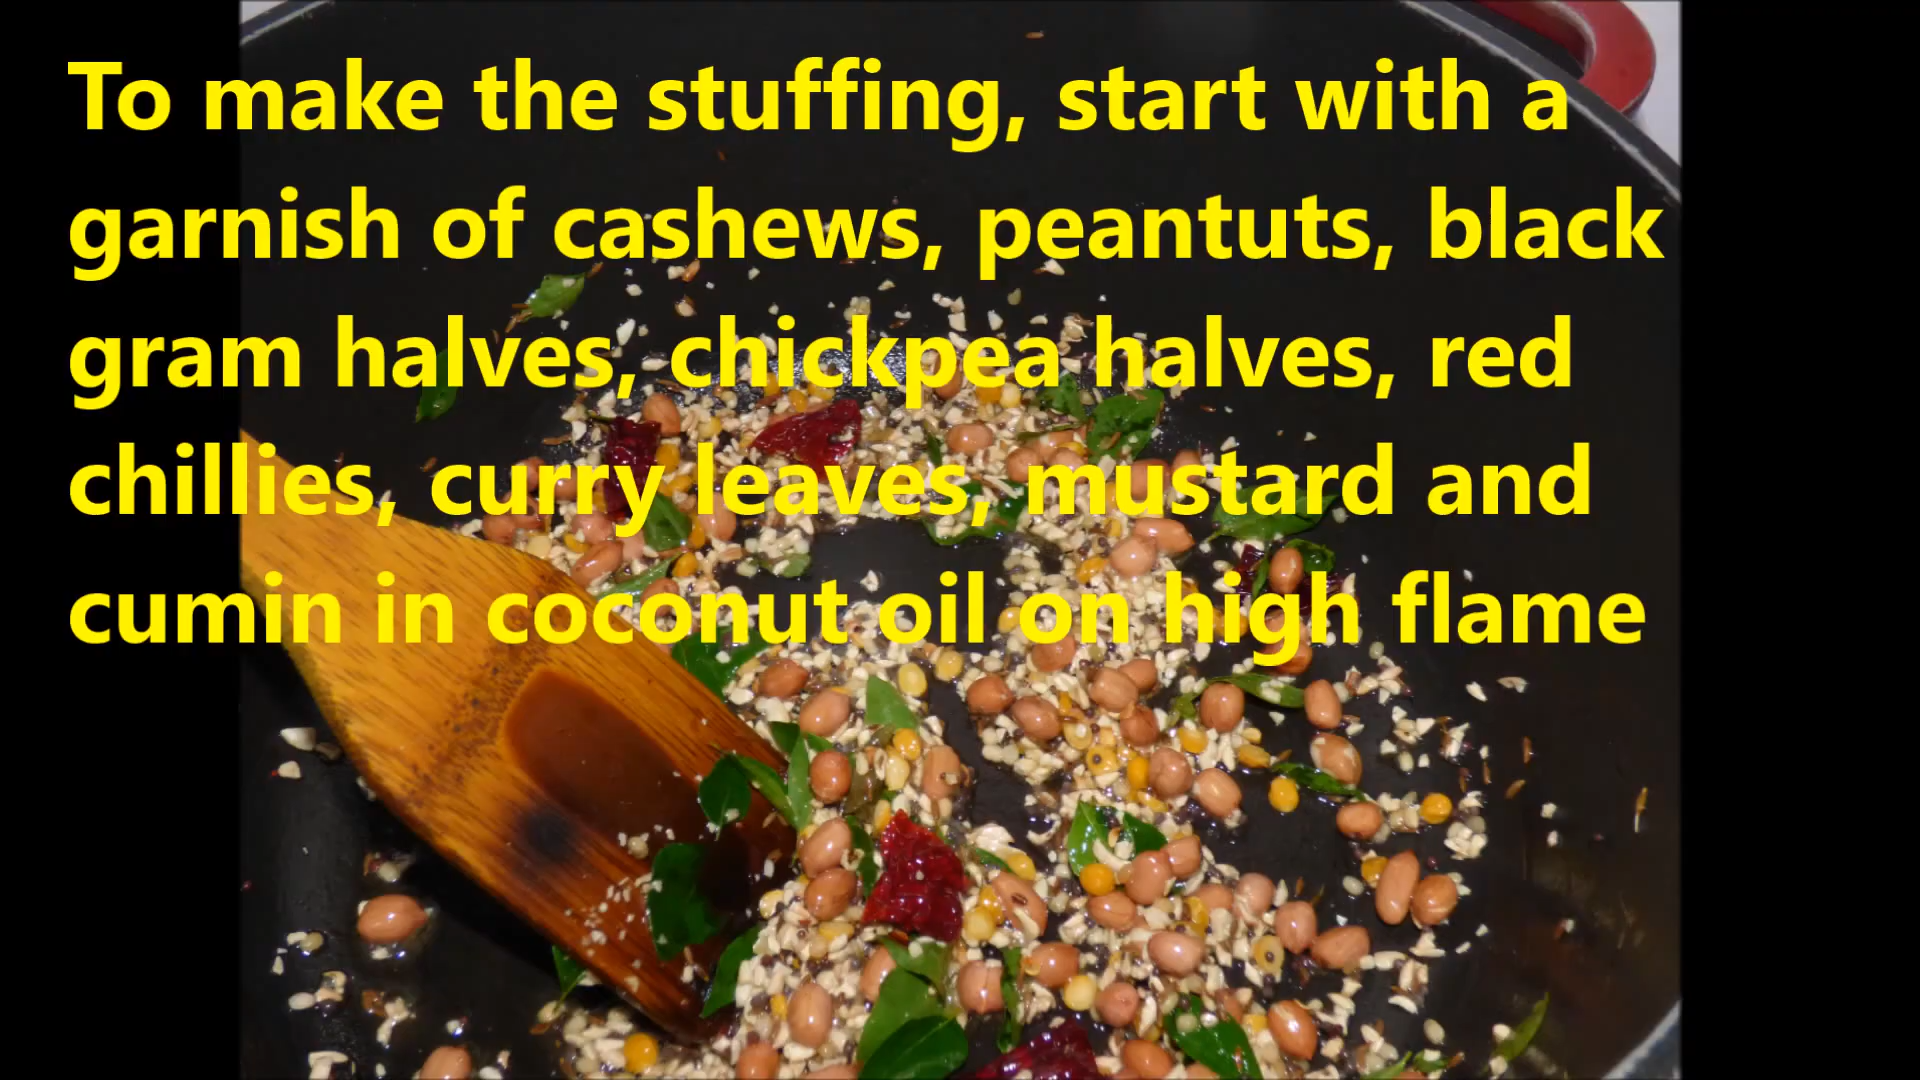 To make the stuffing, start with a
garnish of cashews, peantuts, black
gram halves, chickpea halves, red
chillies, curry leaves, mustard and
cumin in coconut oil on high flame